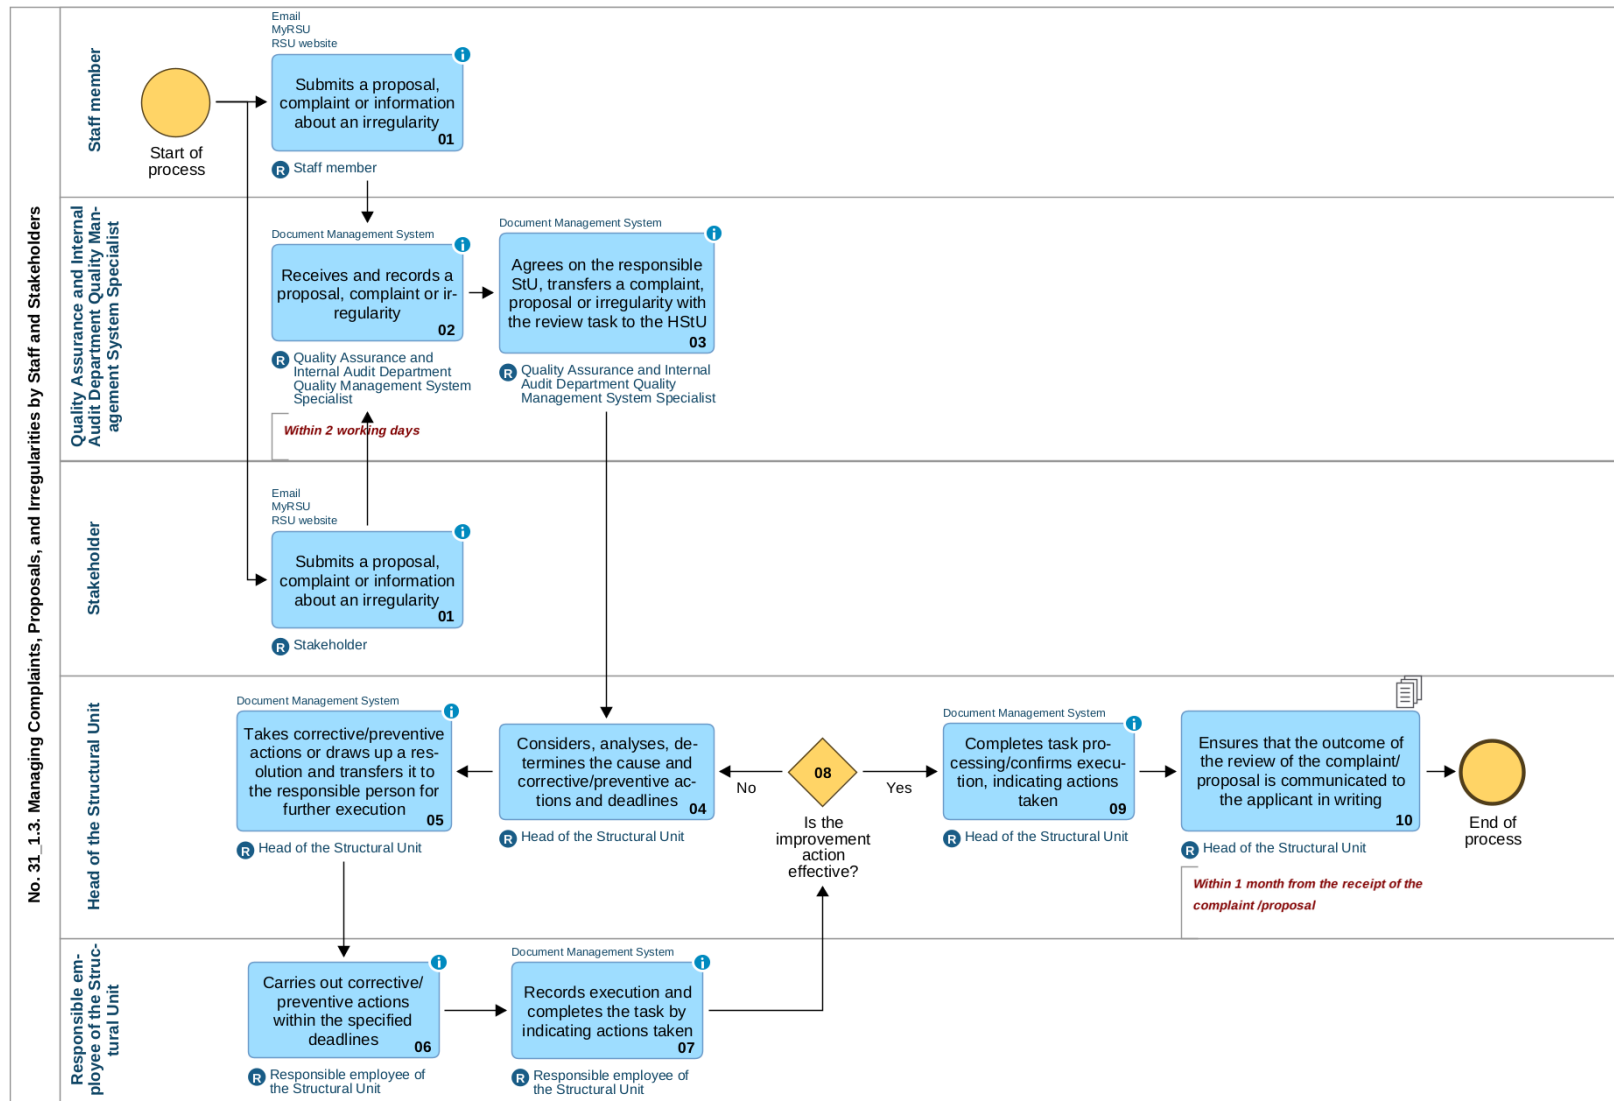 No. 31_1.3. Managing Complaints, Proposals, and Irregularities by Staff and Stakeholders
Staff member
Start of
process
Email
MyRSU
RSU website
i
Submits a proposal,
complaint or information
about an irregularity
01
R Staff member
Quality Assurance and Internal
Audit Department Quality Man-
agement System Specialist
Document Management System
i
Receives and records a
proposal, complaint or ir-
regularity
02
R Quality Assurance and
Internal Audit Department
Quality Management System
Specialist
Within 2 working days
Document Management System
i
Agrees on the responsible
StU, transfers a complaint,
proposal or irregularity with
the review task to the HStU
03
R Quality Assurance and Internal
Audit Department Quality
Management System Specialist
Stakeholder
Email
MyRSU
RSU website
i
Submits a proposal,
complaint or information
about an irregularity
01
R Stakeholder
Head of the Structural Unit
Document Management System
i
Takes corrective/preventive
actions or draws up a res-
olution and transfers it to
the responsible person for
further execution
05
R Head of the Structural Unit
Considers, analyses, de-
termines the cause and
corrective/preventive ac-
tions and deadlines
04
R Head of the Structural Unit
No
08
Yes
Is the
improvement
action
effective?
Document Management System
i
Completes task pro-
cessing/confirms execu-
tion, indicating actions
taken
09
R Head of the Structural Unit
Ensures that the outcome of
the review of the complaint/
proposal is communicated to
the applicant in writing
10
R Head of the Structural Unit
Within 1 month from the receipt of the
complaint /proposal
End of
process
Responsible em-
ployee of the Struc-
tural Unit
i
Carries out corrective/
preventive actions
within the specified
deadlines
06
R Responsible employee of
the Structural Unit
Document Management System
i
Records execution and
completes the task by
indicating actions taken
07
R Responsible employee of
the Structural Unit